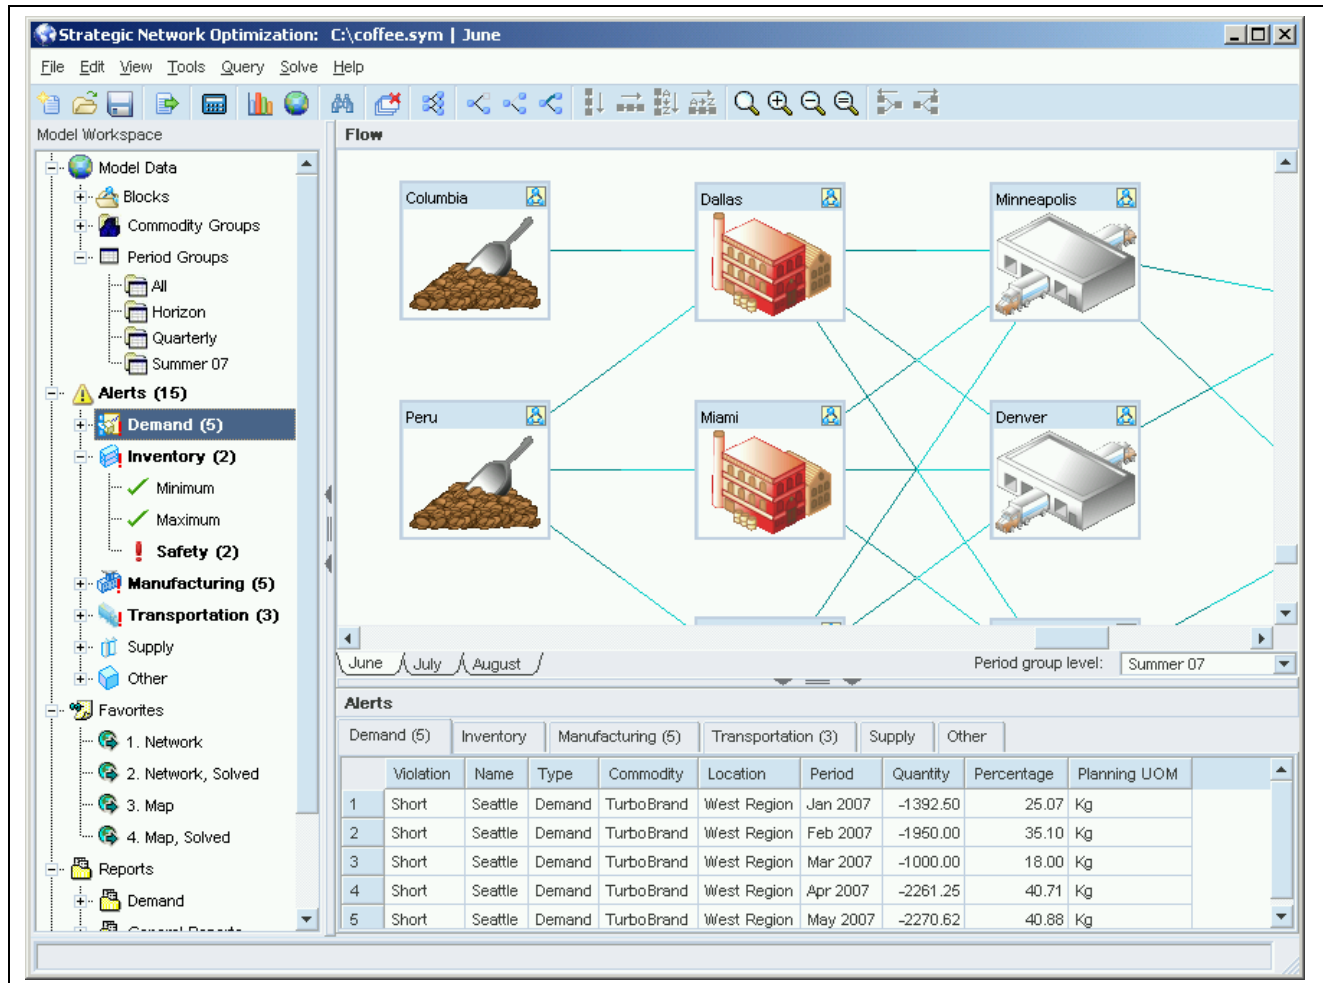 Strategic Network Optimization: C:\coffee.sym | June
File Edit View Tools Query Solve Help
Model Workspace
Model Data
Blocks
Commodity Groups
Period Groups
All
Horizon
Quarterly
Summer 07
Alerts (15)
Demand (5)
Inventory (2)
Minimum
Maximum
Safety (2)
Manufacturing (5)
Transportation (3)
Supply
Other
Favorites
1. Network
2. Network, Solved
3. Map
4. Map, Solved
Reports
Demand
General Reports
Flow
Columbia
Dallas
Minneapolis
Peru
Miami
Denver
June July August
Period group level: Summer 07
Alerts
Demand (5) Inventory Manufacturing (5) Transportation (3) Supply Other
Violation Name Type Commodity Location Period Quantity Percentage Planning UOM
1 Short Seattle Demand TurboBrand West Region Jan 2007 -1392.50 25.07 Kg
2 Short Seattle Demand TurboBrand West Region Feb 2007 -1950.00 35.10 Kg
3 Short Seattle Demand TurboBrand West Region Mar 2007 -1000.00 18.00 Kg
4 Short Seattle Demand TurboBrand West Region Apr 2007 -2261.25 40.71 Kg
5 Short Seattle Demand TurboBrand West Region May 2007 -2270.62 40.88 Kg